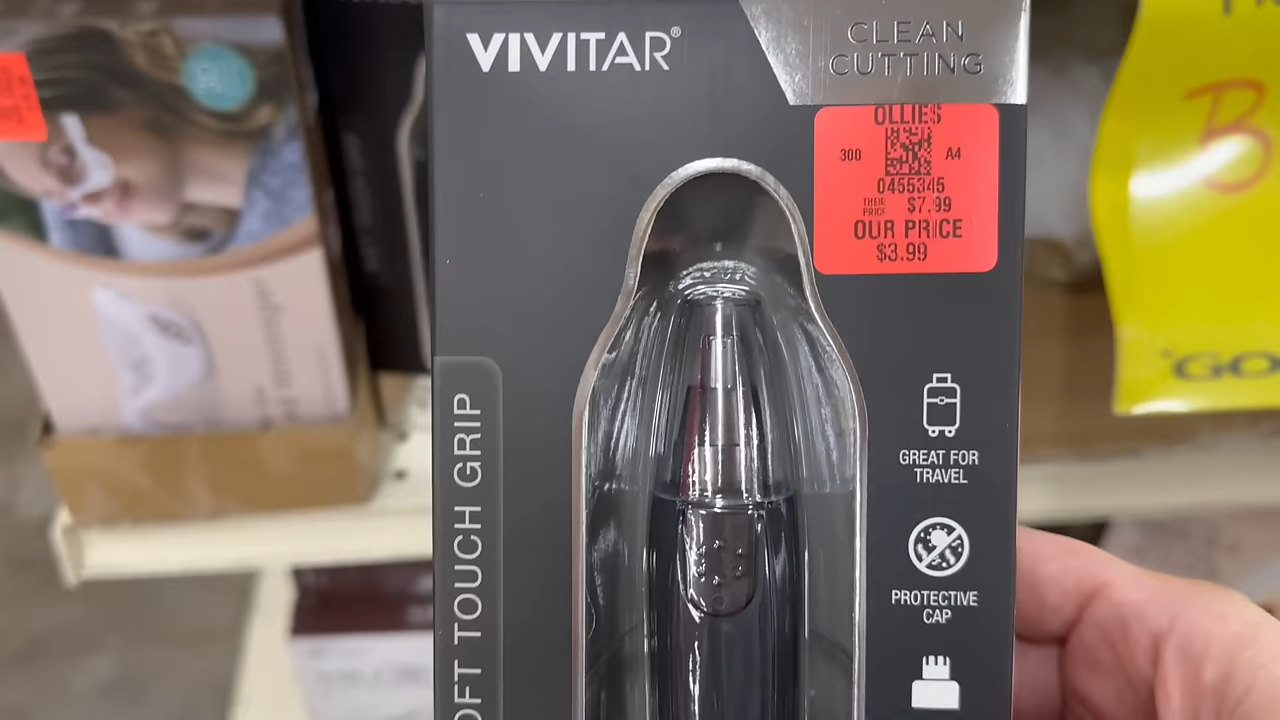 VIVITAR®
CLEAN
CUTTING
OLLIES
300
A4
0455345
THEIR
PRICE
$7.99
OUR PRICE
$3.99
OFT TOUCH GRIP
GREAT FOR
TRAVEL
PROTECTIVE
CAP
B
'GO